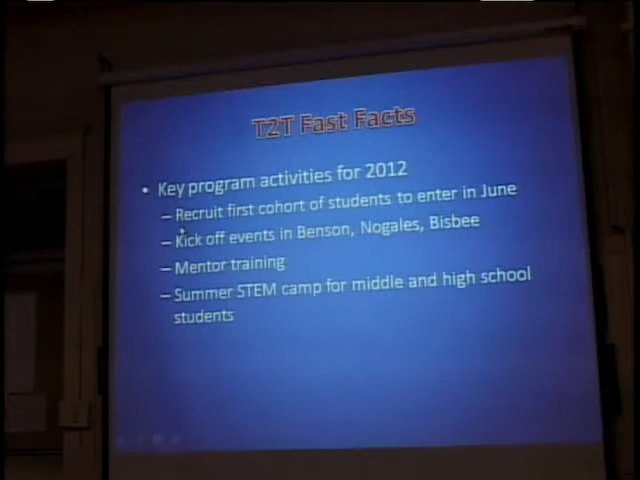 T2T Fast Facts
• Key program activities for 2012
– Recruit first cohort of students to enter in June
– Kick off events in Benson, Nogales, Bisbee
– Mentor training
– Summer STEM camp for middle and high school
students